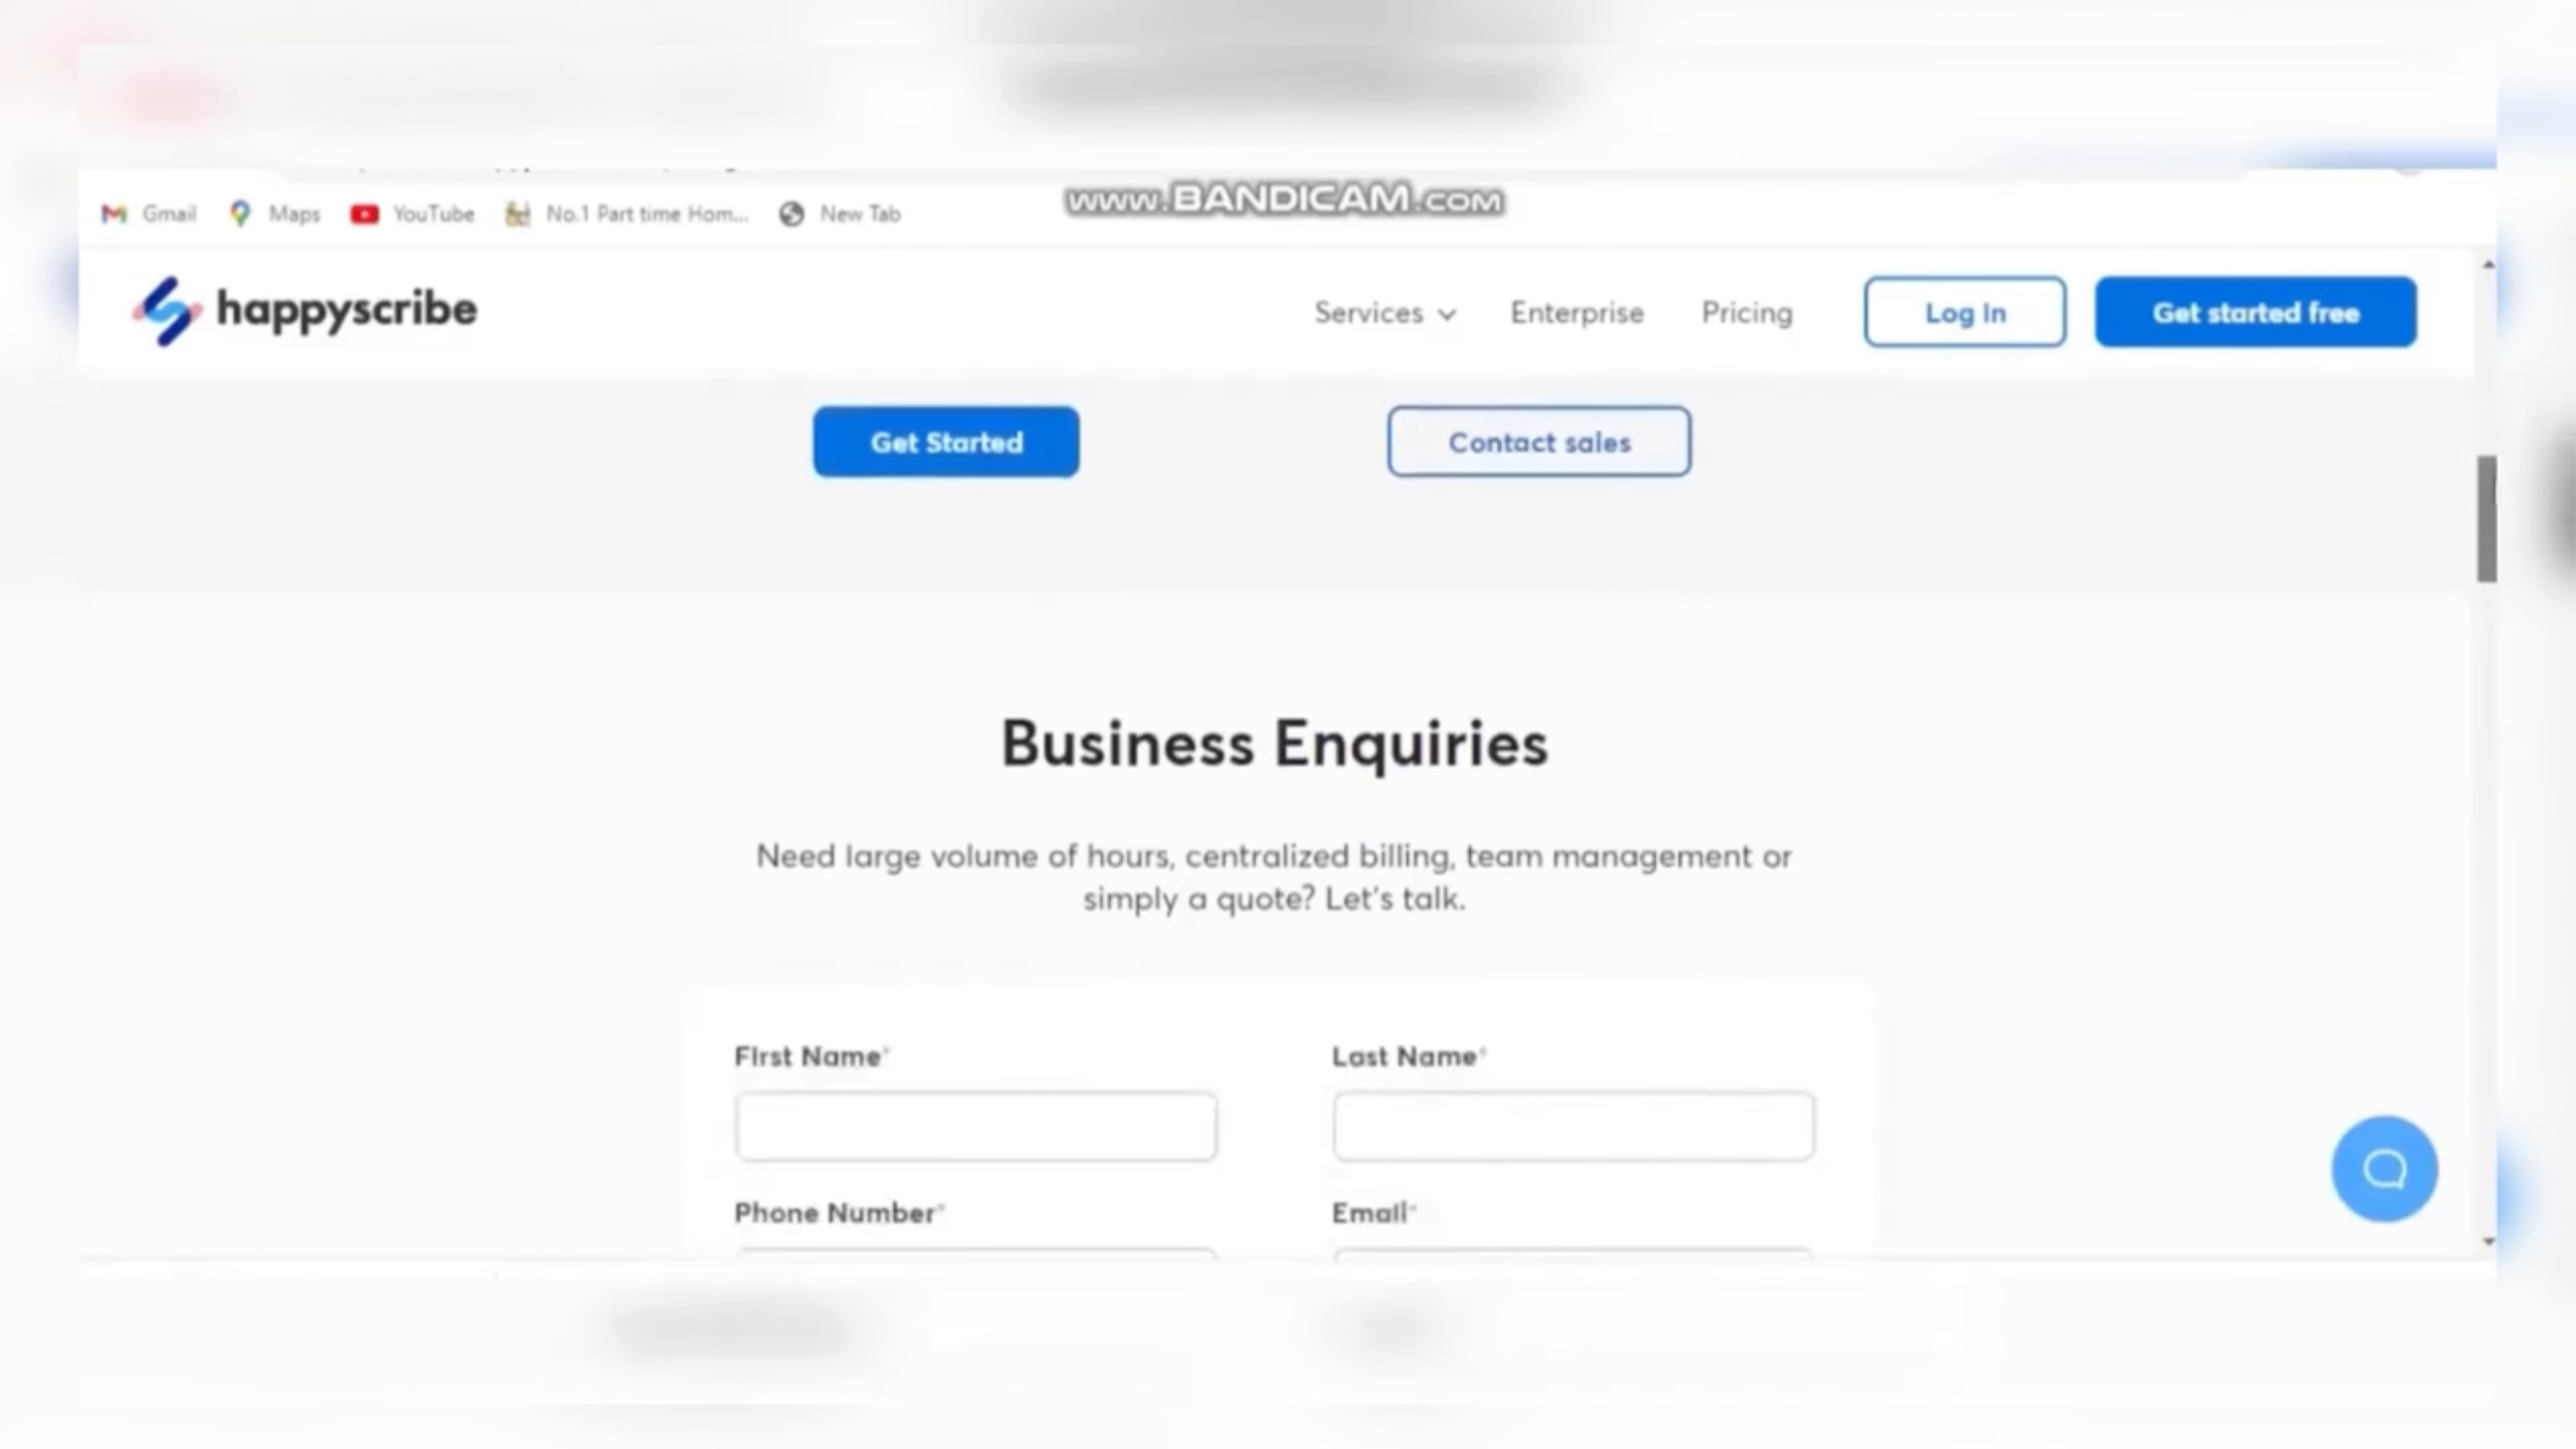 www.BANDICAM.com
Gmail Maps YouTube No.1 Part time Hom... New Tab
happyscribe Services Enterprise Pricing Log In Get started free
Get Started Contact sales
Business Enquiries
Need large volume of hours, centralized billing, team management or
simply a quote? Let's talk.
First Name* Last Name*
Phone Number* Email*